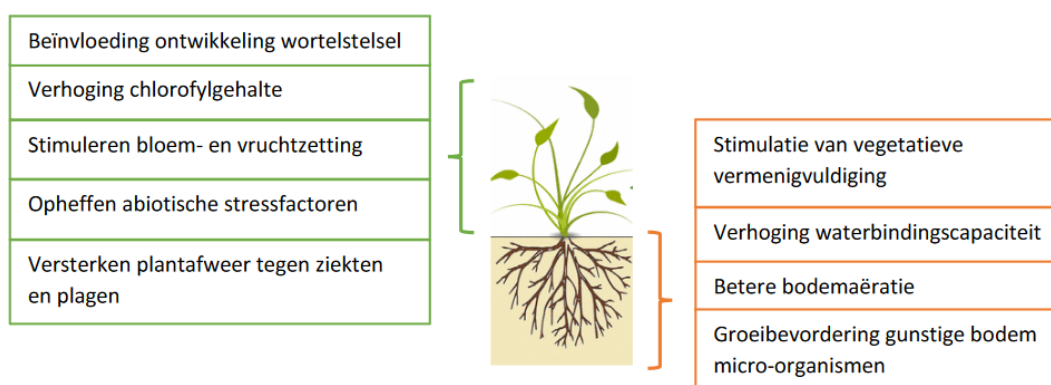 Beïnvloeding ontwikkeling wortelstelsel
Verhoging chlorofylgehalte
Stimuleren bloem- en vruchtzetting
Opheffen abiotische stressfactoren
Versterken plantafweer tegen ziekten
en plagen
Stimulatie van vegetatieve
vermenigvuldiging
Verhoging waterbindingscapaciteit
Betere bodemaëratie
Groeibevordering gunstige bodem
micro-organismen